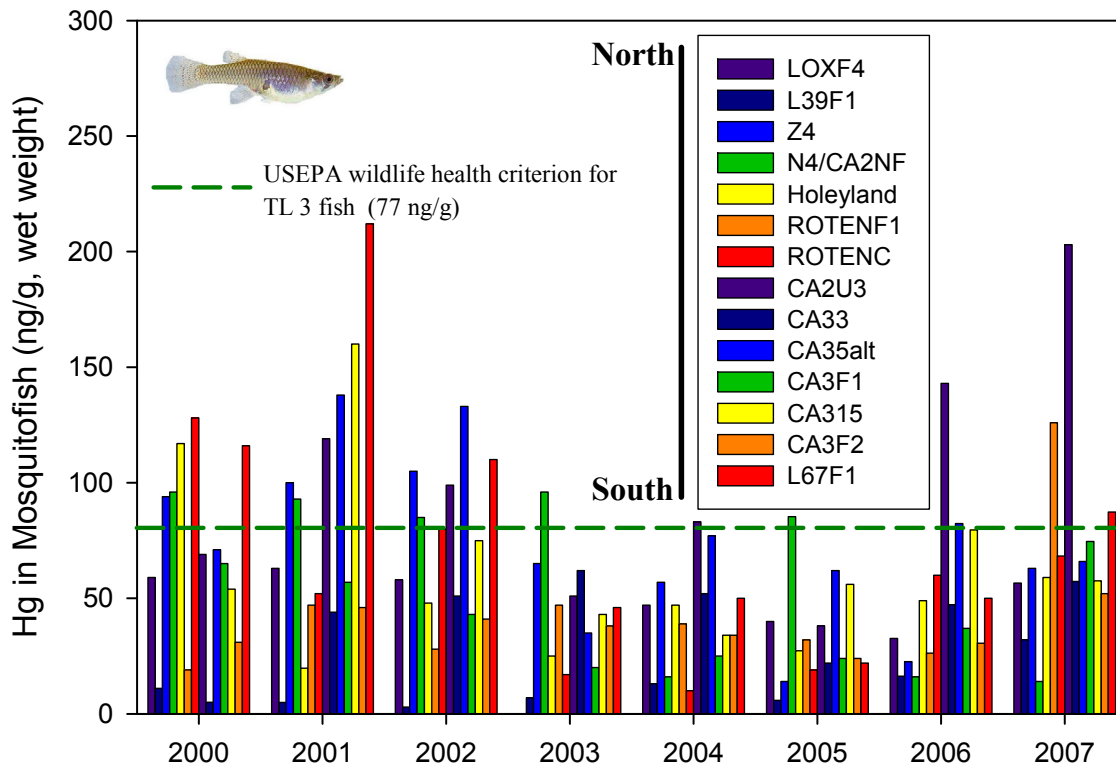 Hg in Mosquitofish (ng/g, wet weight)
300
250
200
150
100
50
0
USEPA wildlife health criterion for
TL 3 fish (77 ng/g)
North
South
LOXF4
L39F1
Z4
N4/CA2NF
Holeyland
ROTENF1
ROTENC
CA2U3
CA33
CA35alt
CA3F1
CA315
CA3F2
L67F1
2000 2001 2002 2003 2004 2005 2006 2007